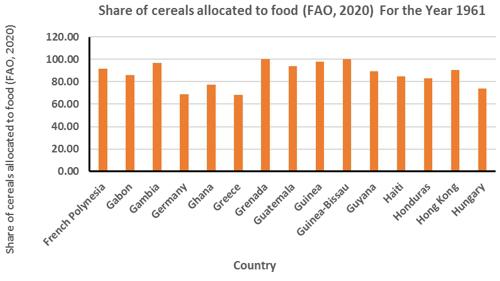 Share of cereals allocated to food (FAO, 2020) For the Year 1961
Share of cereals allocated to food (FAO, 2020)
120.00
100.00
80.00
60.00
40.00
20.00
0.00
French Polynesia
Gabon
Gambia
Germany
Ghana
Greece
Grenada
Guatemala
Guinea
Guinea-Bissau
Guyana
Haiti
Honduras
Hong Kong
Hungary
Country